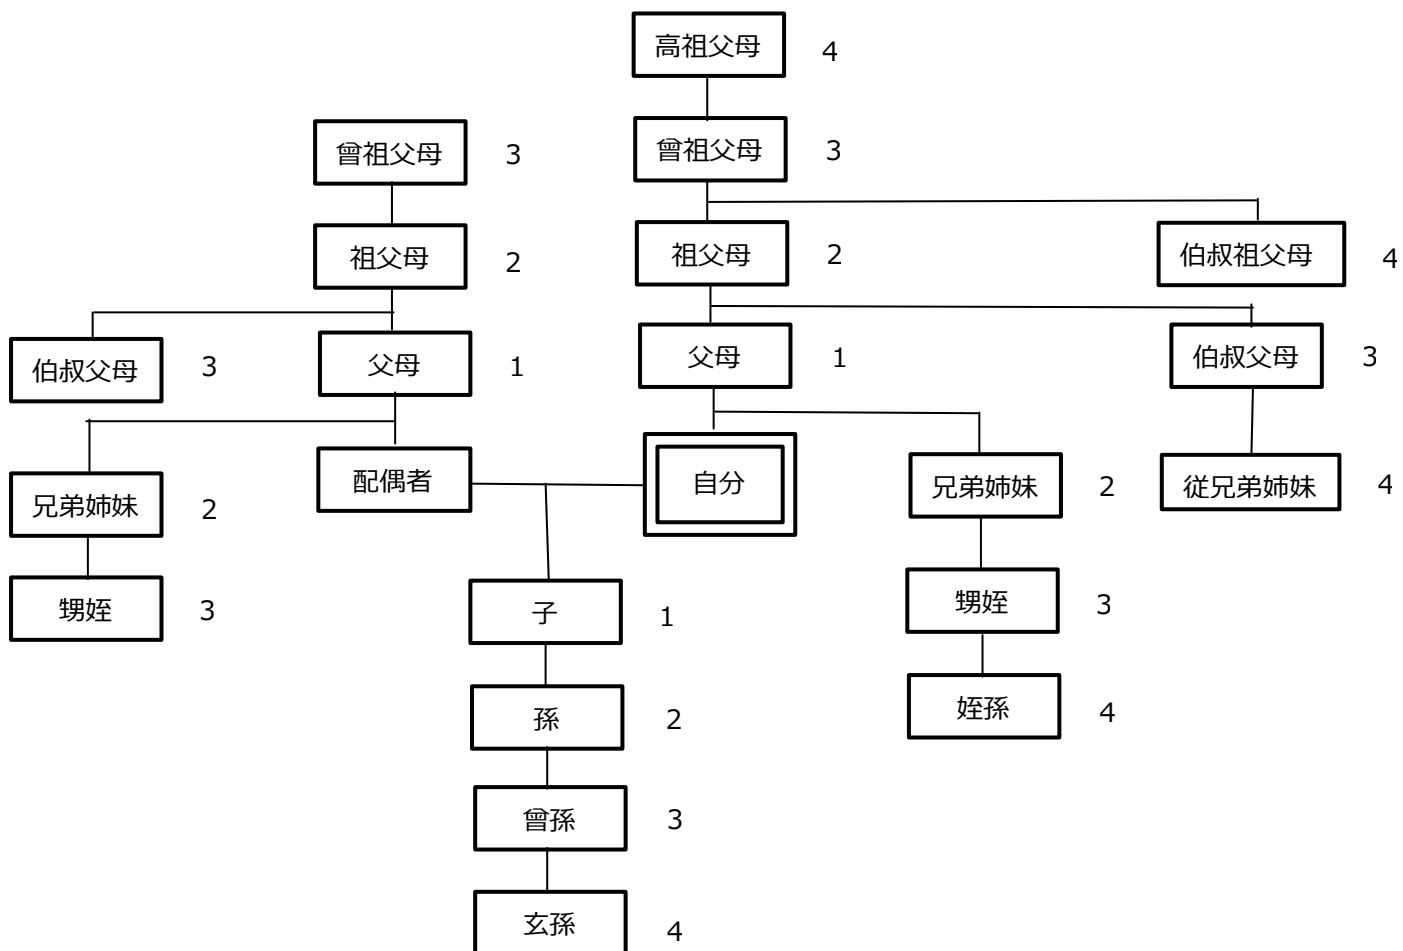 高祖父母 4
曾祖父母 3
曾祖父母 3
祖父母 2
祖父母 2
伯叔祖父母 4
伯叔父母 3
父母 1
父母 1
伯叔父母 3
兄弟姉妹 2
配偶者
自分
兄弟姉妹 2
従兄弟姉妹 4
甥姪 3
子 1
甥姪 3
孫 2
姪孫 4
曾孫 3
玄孫 4